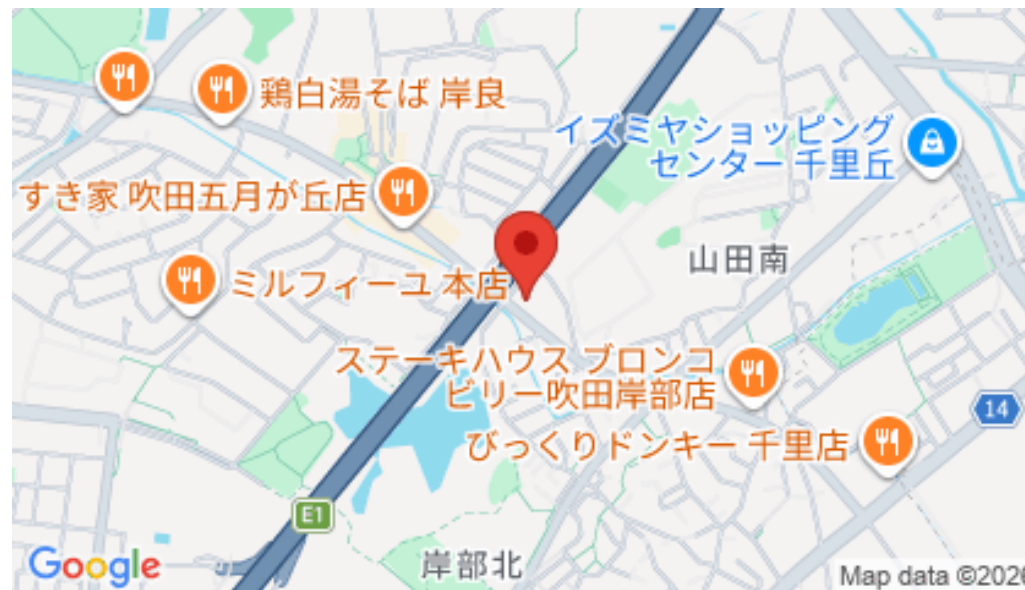 鶏白湯そば 岸良
イズミヤショッピング
センター 千里丘
すき家 吹田五月が丘店
山田南
ミルフィーユ 本店
ステーキハウス ブロンコ
ビリー吹田岸部店
14
びっくりドンキー 千里店
E1
岸部北
Google
Map data ©2026